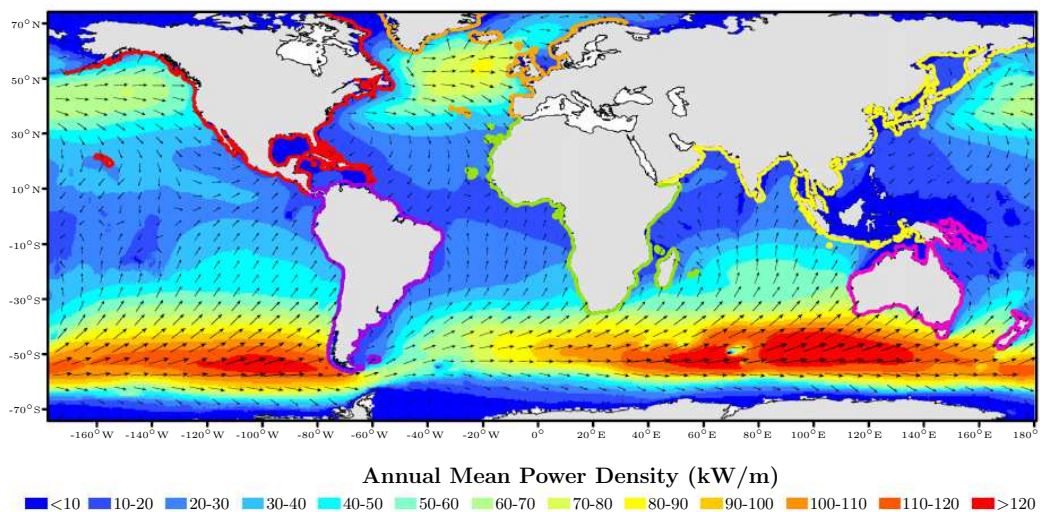 70°N
50°N
30°N
10°N
-10°S
-30°S
-50°S
-70°S
-160°W -140°W -120°W -100°W -80°W -60°W -40°W -20°W 0° 20°E 40°E 60°E 80°E 100°E 120°E 140°E 160°E 180°
Annual Mean Power Density (kW/m)
<10 10-20 20-30 30-40 40-50 50-60 60-70 70-80 80-90 90-100 100-110 110-120 >120